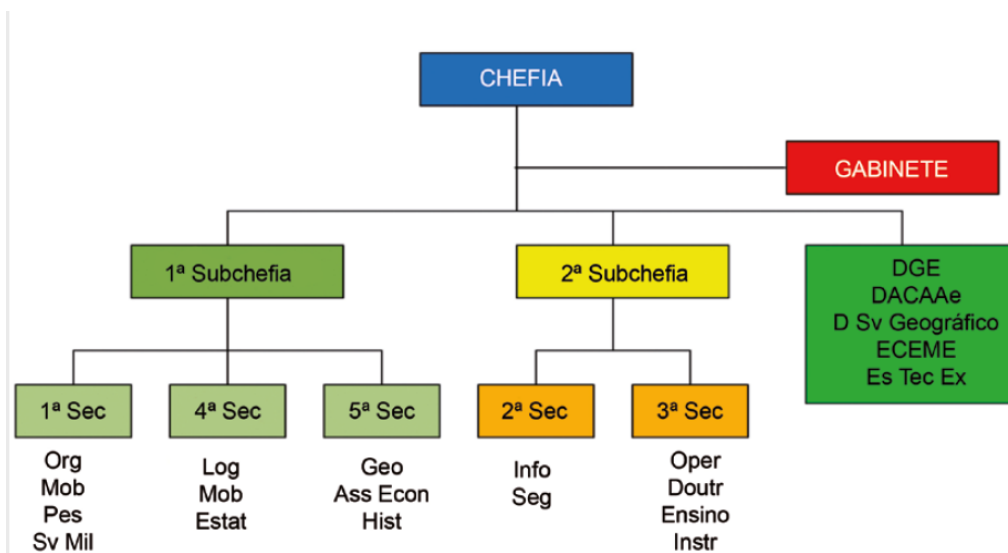 CHEFIA
GABINETE
1ª Subchefia
2ª Subchefia
DGE
DACAAe
D Sv Geográfico
ECEME
Es Tec Ex
1ª Sec
4ª Sec
5ª Sec
2ª Sec
3ª Sec
Org
Mob
Pes
Sv Mil
Log
Mob
Estat
Geo
Ass Econ
Hist
Info
Seg
Oper
Doutr
Ensino
Instr